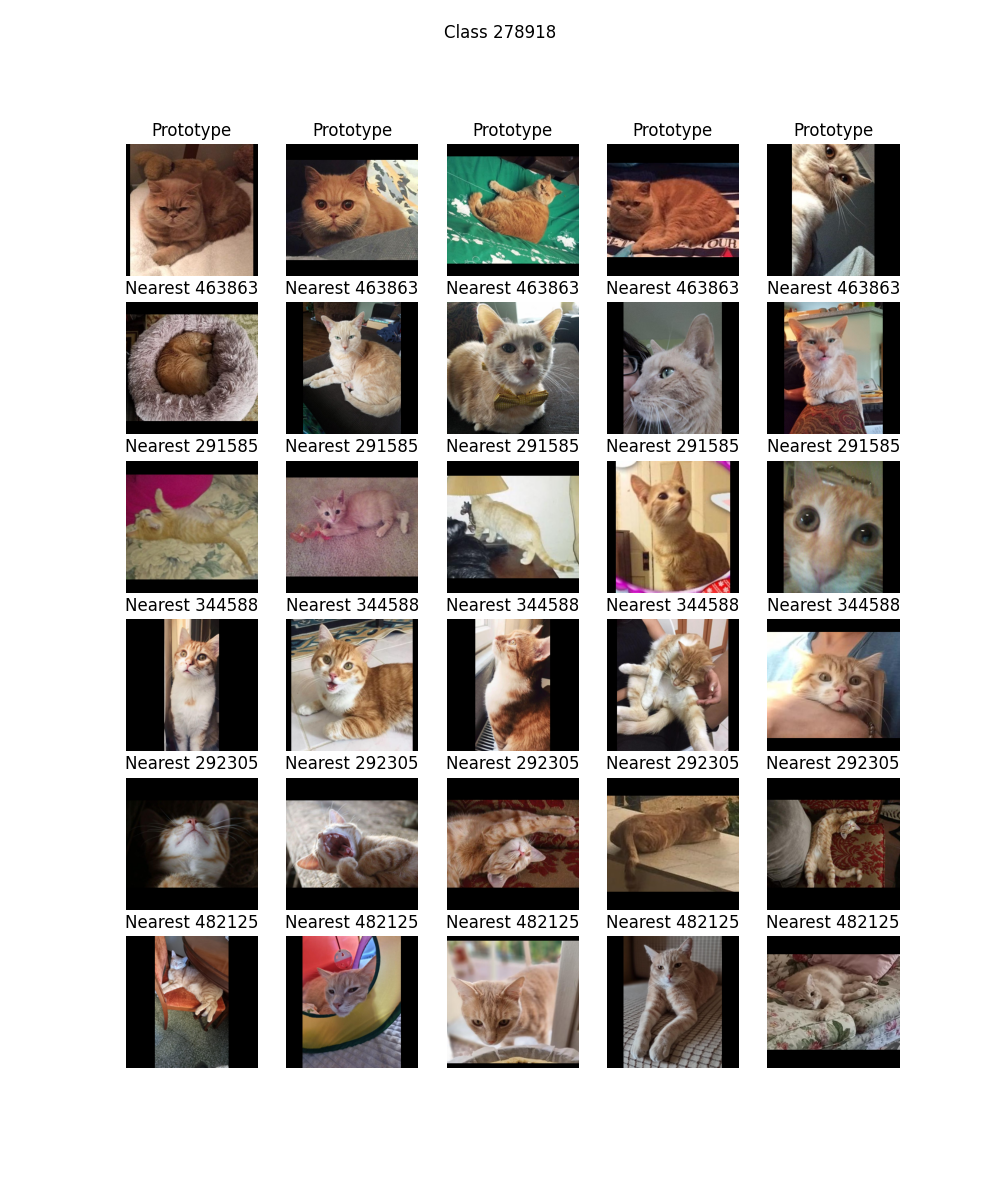 Class 278918
Prototype Prototype Prototype Prototype Prototype
YOUR
Nearest 463863 Nearest 463863 Nearest 463863 Nearest 463863 Nearest 463863
Nearest 291585 Nearest 291585 Nearest 291585 Nearest 291585 Nearest 291585
Nearest 344588 Nearest 344588 Nearest 344588 Nearest 344588 Nearest 344588
Nearest 292305 Nearest 292305 Nearest 292305 Nearest 292305 Nearest 292305
Nearest 482125 Nearest 482125 Nearest 482125 Nearest 482125 Nearest 482125